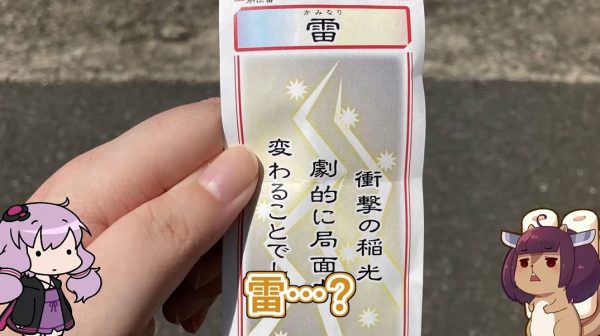 かみなり
雷
衝撃の稲光
劇的に局面
変わることでし
雷…?